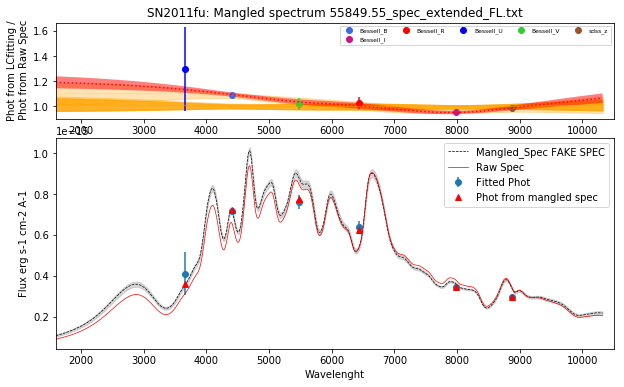 SN2011fu: Mangled spectrum 55849.55_spec_extended_FL.txt
Phot from LCfitting /
Phot from Raw Spec
1.6
1.4
1.2
1.0
Bessell_B
Bessell_R
Bessell_U
Bessell_V
sdss_z
Bessell_I
2000 3000 4000 5000 6000 7000 8000 9000 10000
Flux erg s-1 cm-2 A-1
1.0
0.8
0.6
0.4
0.2
Mangled_Spec FAKE SPEC
Raw Spec
Fitted Phot
Phot from mangled spec
2000 3000 4000 5000 6000 7000 8000 9000 10000
Wavelenght